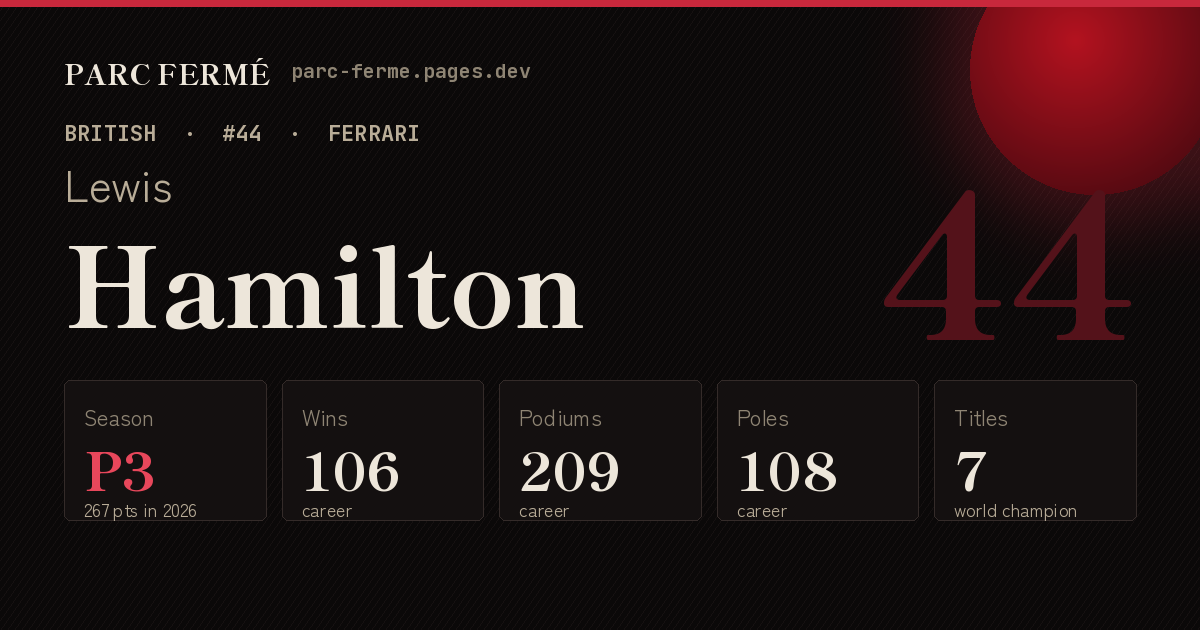 PARC FERMÉ parc-ferme.pages.dev
BRITISH · #44 · FERRARI
Lewis
Hamilton
44
Season Wins Podiums Poles Titles
P3 106 209 108 7
267 pts in 2026 career career career world champion